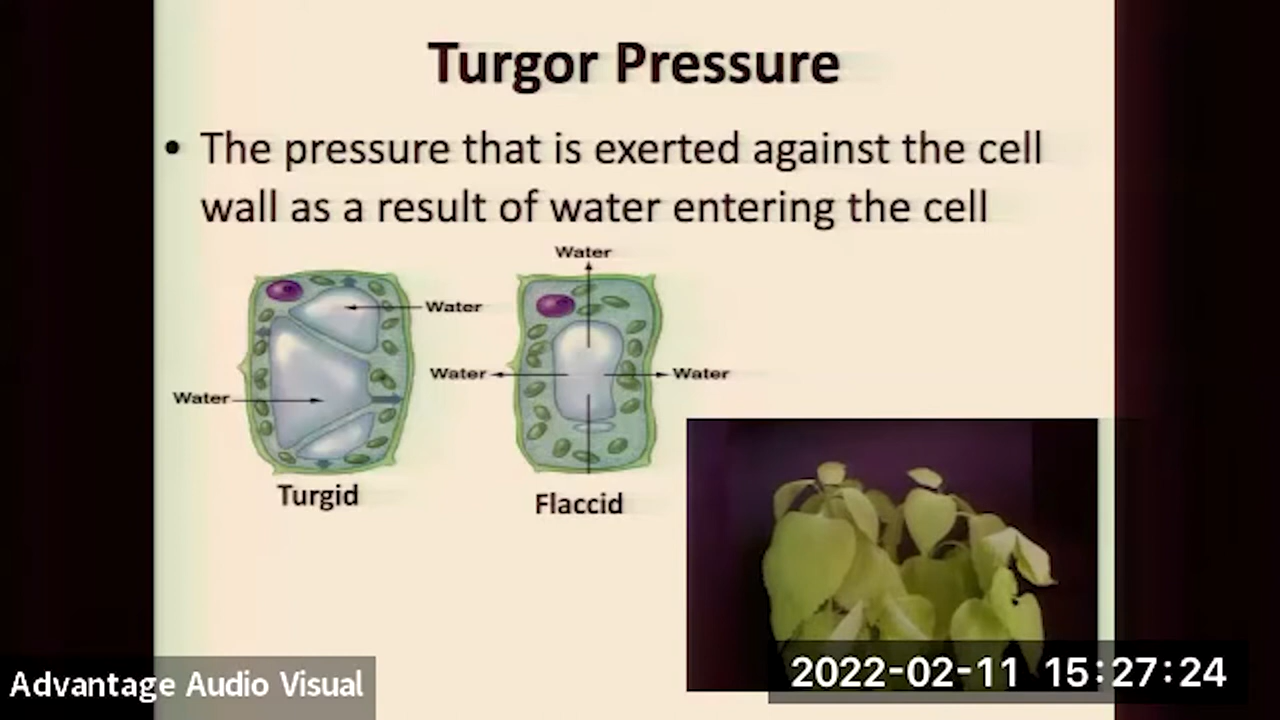 Turgor Pressure
• The pressure that is exerted against the cell
wall as a result of water entering the cell
Water
Water
Water
Water
Water
Turgid
Flaccid
Advantage Audio Visual
2022-02-11 15:27:24